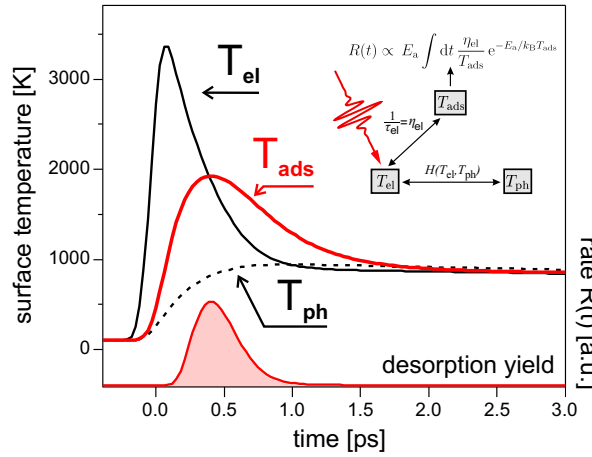 R(t) ∝ E_a ∫ dt η_el/T_ads e^{-E_a/k_B T_ads}
T_el
T_ads
T_ph
T_ads
1/τ_el=η_el
T_el
H(T_el,T_ph)
T_ph
desorption yield
surface temperature [K]
3000
2000
1000
0
rate R(t) [a.u.]
0.0 0.5 1.0 1.5 2.0 2.5 3.0
time [ps]